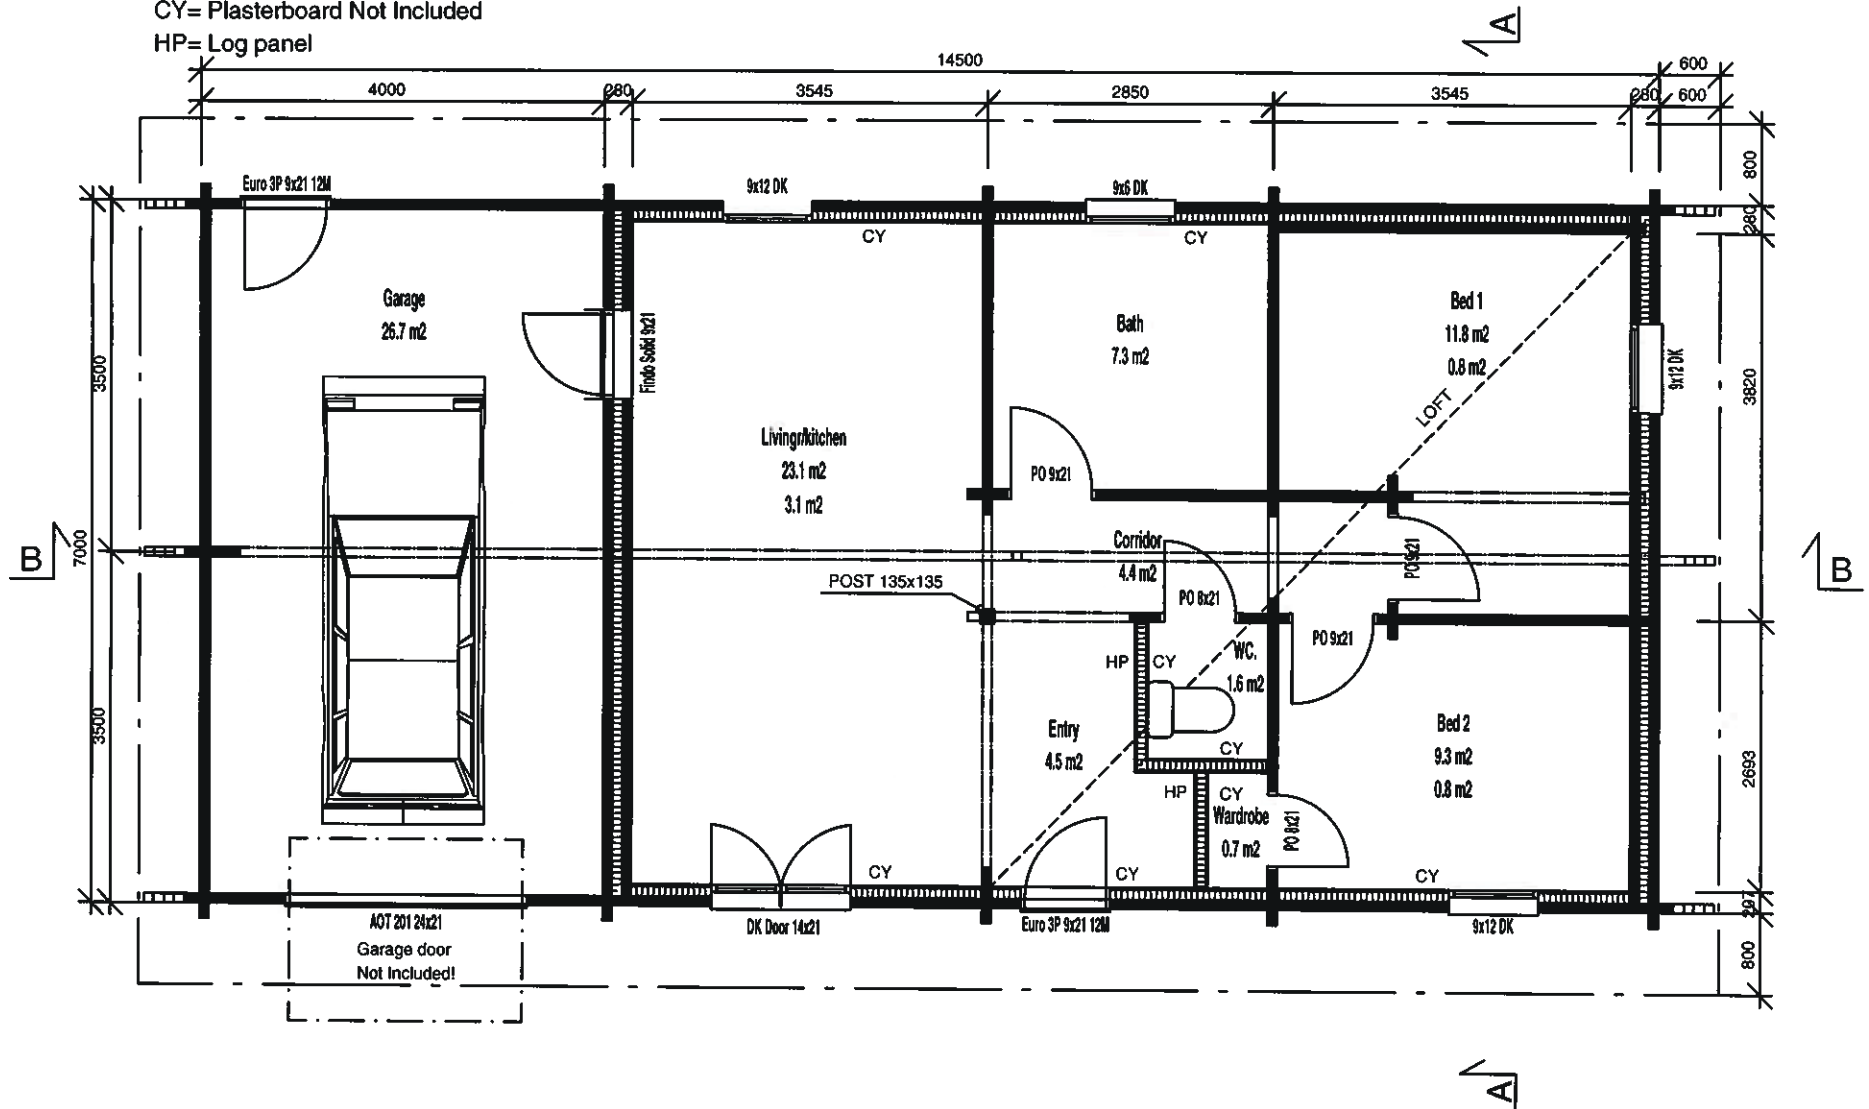 CY= Plasterboard Not Included
HP= Log panel
A
14500
600
4000
280
3545
2850
3545
280
600
800
Euro 3P 9x21 12M
9x12 DK
9x6 DK
280
CY
CY
Garage
26.7 m2
Findo Solid 9x21
Bath
7.3 m2
Bed 1
11.8 m2
0.8 m2
9x12 DK
3500
3820
LOFT
Livingr/kitchen
23.1 m2
3.1 m2
PO 9x21
B
7000
Corridor
4.4 m2
PO 9x21
B
POST 135x135
PO 8x21
PO 9x21
HP
CY
WC.
1.6 m2
3500
Entry
4.5 m2
CY
Bed 2
9.3 m2
0.8 m2
2693
HP
CY
Wardrobe
0.7 m2
PO 8x21
CY
CY
CY
297
AOT 201 24x21
Garage door
Not Included!
DK Door 14x21
Euro 3P 9x21 12M
9x12 DK
800
A